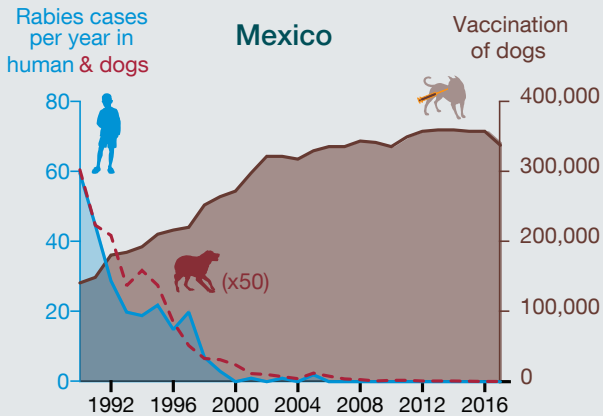 Rabies cases
per year in
human & dogs
Mexico
Vaccination
of dogs
80
60
40
20
0
400,000
300,000
200,000
100,000
0
(x50)
1992 1996 2000 2004 2008 2012 2016